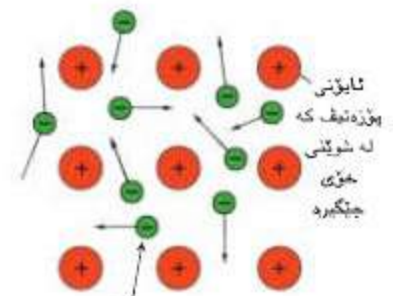 ئایۆنی
پۆزەتیڤ کە
لە شوێنی
خۆی
جێگیرە